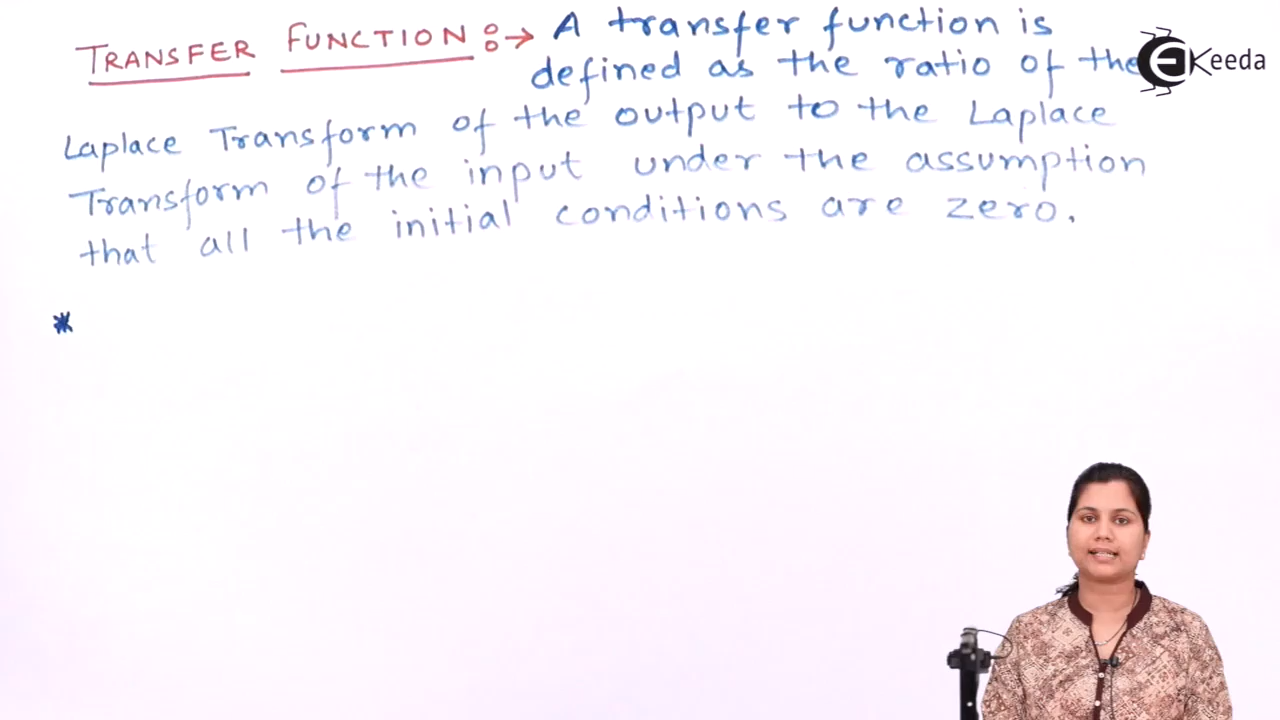 TRANSFER FUNCTION :→ A transfer function is
defined as the ratio of the
Laplace Transform of the output to the Laplace
Transform of the input under the assumption
that all the initial conditions are zero.
*
EKeeda